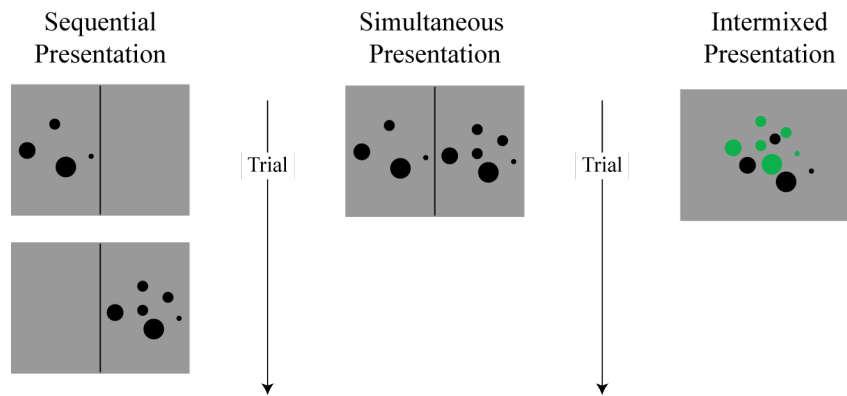 Sequential
Presentation
Simultaneous
Presentation
Intermixed
Presentation
Trial
Trial